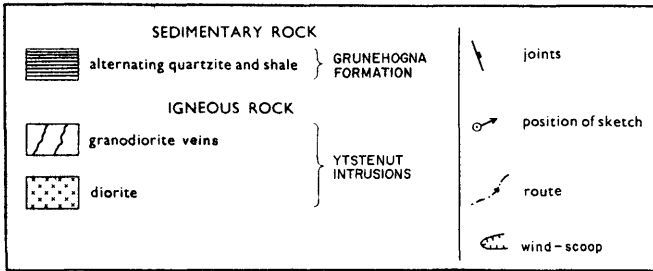 SEDIMENTARY ROCK
alternating quartzite and shale
GRUNEHOGNA
FORMATION
IGNEOUS ROCK
granodiorite veins
diorite
YTSTENUT
INTRUSIONS
joints
position of sketch
route
wind-scoop